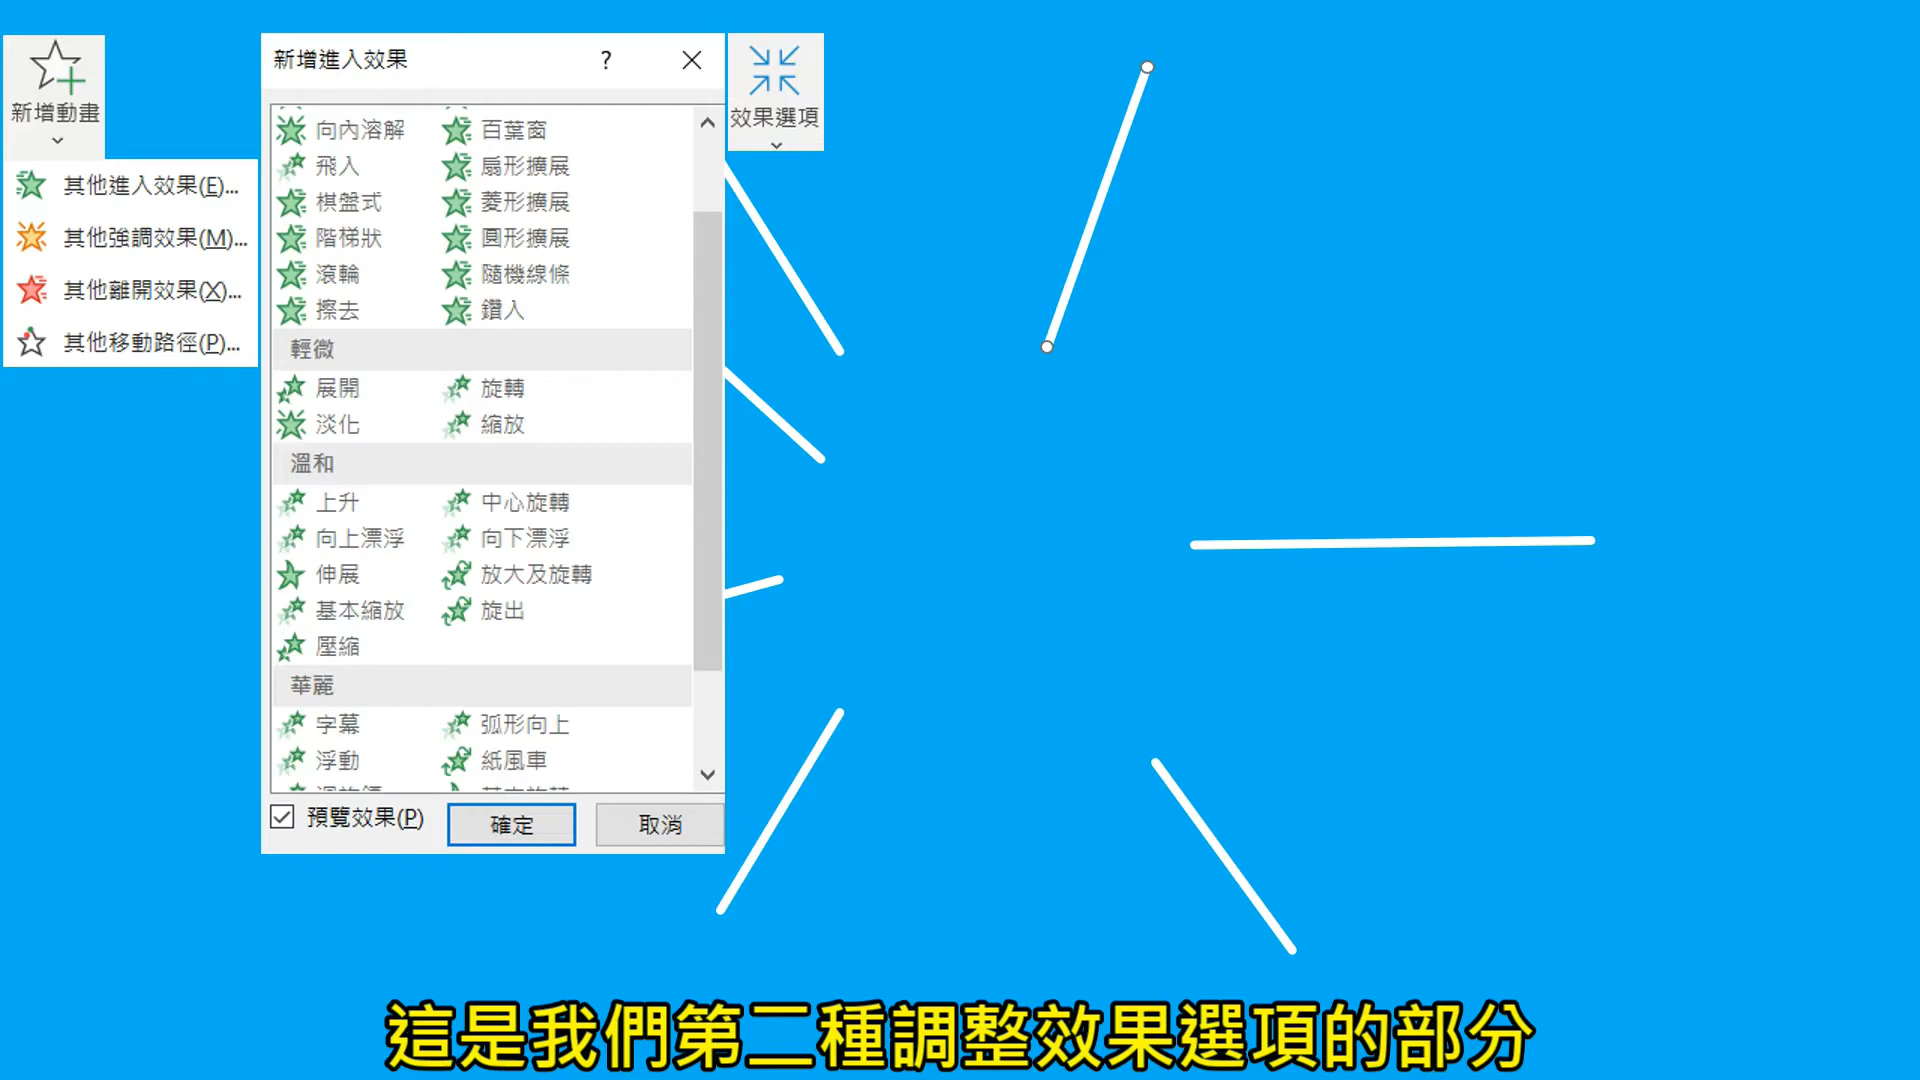 新增動畫
其他進入效果(E)...
其他強調效果(M)...
其他離開效果(X)...
其他移動路徑(P)...
新增進入效果 ?
向內溶解 百葉窗
飛入 扇形擴展
棋盤式 菱形擴展
階梯狀 圓形擴展
滾輪 隨機線條
擦去 鑽入
輕微
展開 旋轉
淡化 縮放
溫和
上升 中心旋轉
向上漂浮 向下漂浮
伸展 放大及旋轉
基本縮放 旋出
壓縮
華麗
字幕 弧形向上
浮動 紙風車
預覽效果(P) 確定 取消
效果選項
這是我們第二種調整效果選項的部分